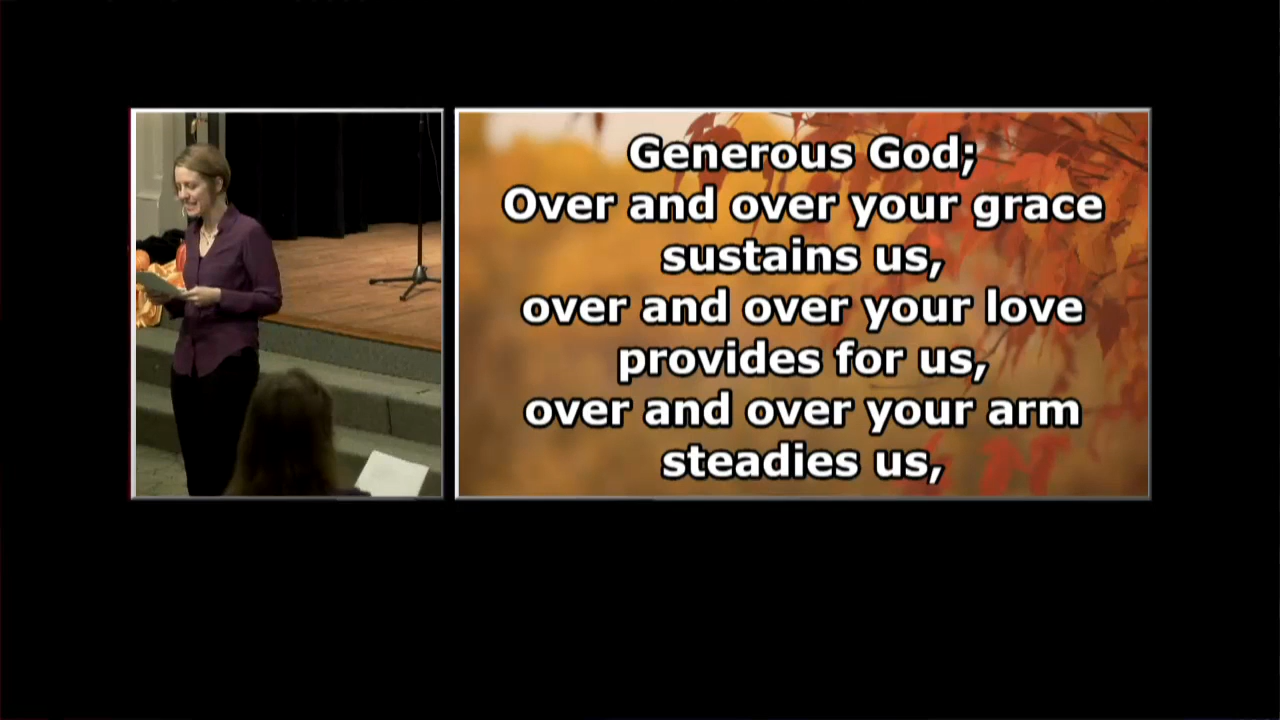 Generous God;
Over and over your grace
sustains us,
over and over your love
provides for us,
over and over your arm
steadies us,